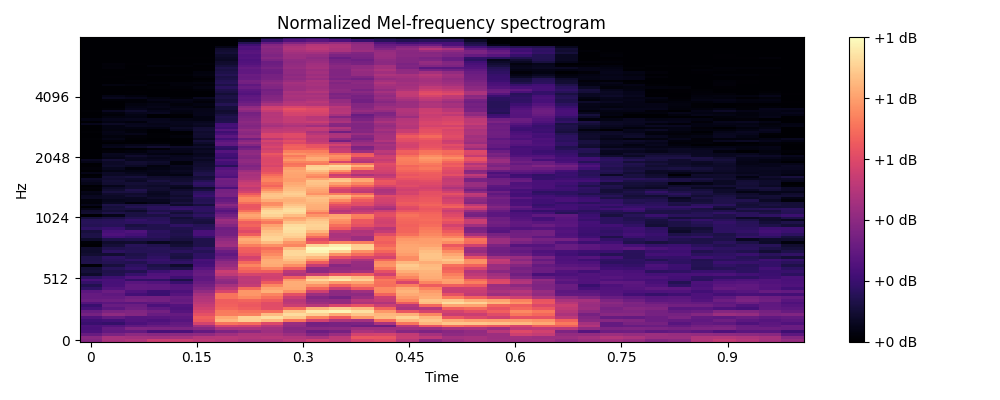 Normalized Mel-frequency spectrogram
Hz
4096
2048
1024
512
0
0 0.15 0.3 0.45 0.6 0.75 0.9
Time
+1 dB
+1 dB
+1 dB
+0 dB
+0 dB
+0 dB